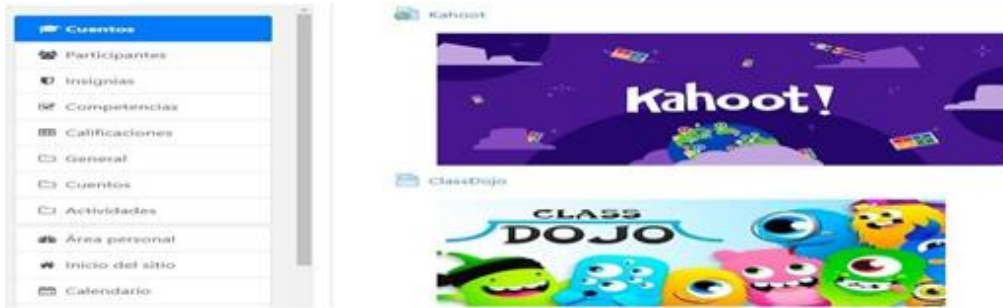 Cuentos
Participantes
Insignias
Competencias
Calificaciones
General
Cuentos
Actividades
Área personal
Inicio del sitio
Calendario
Kahoot
Kahoot!
ClassDojo
CLASS
DOJO